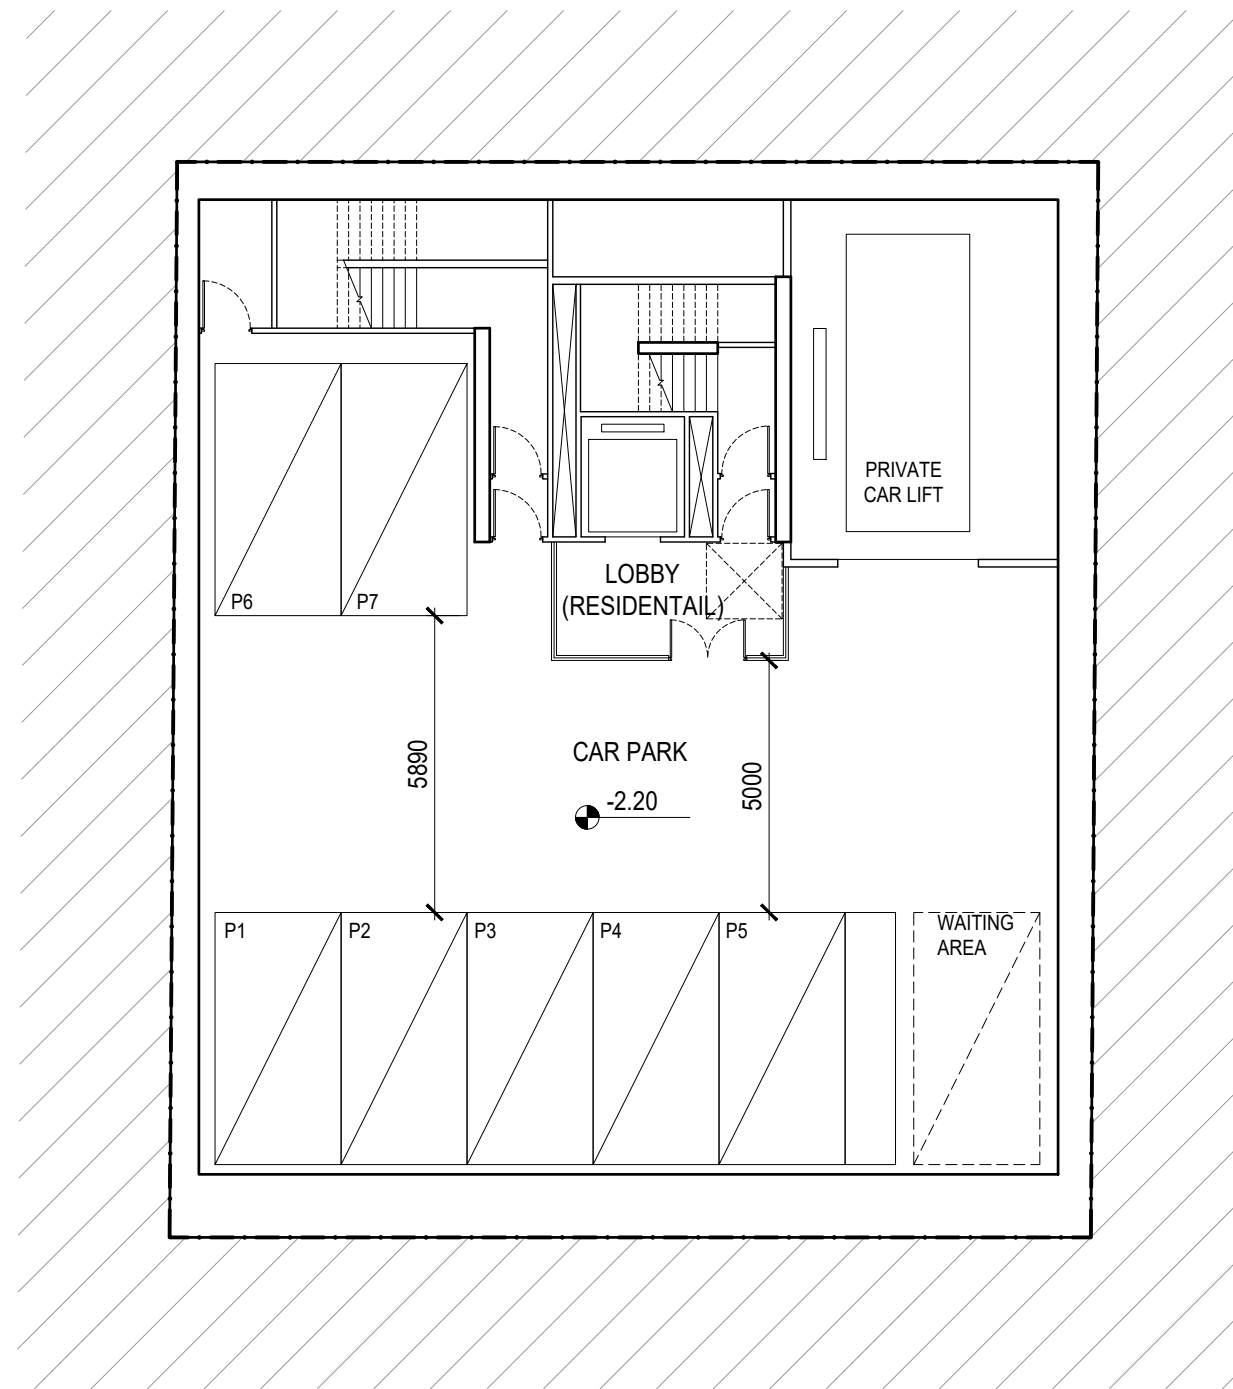 PRIVATE
CAR LIFT
LOBBY
(RESIDENTAIL)
P6
P7
5890
CAR PARK
5000
-2.20
P1
P2
P3
P4
P5
WAITING
AREA